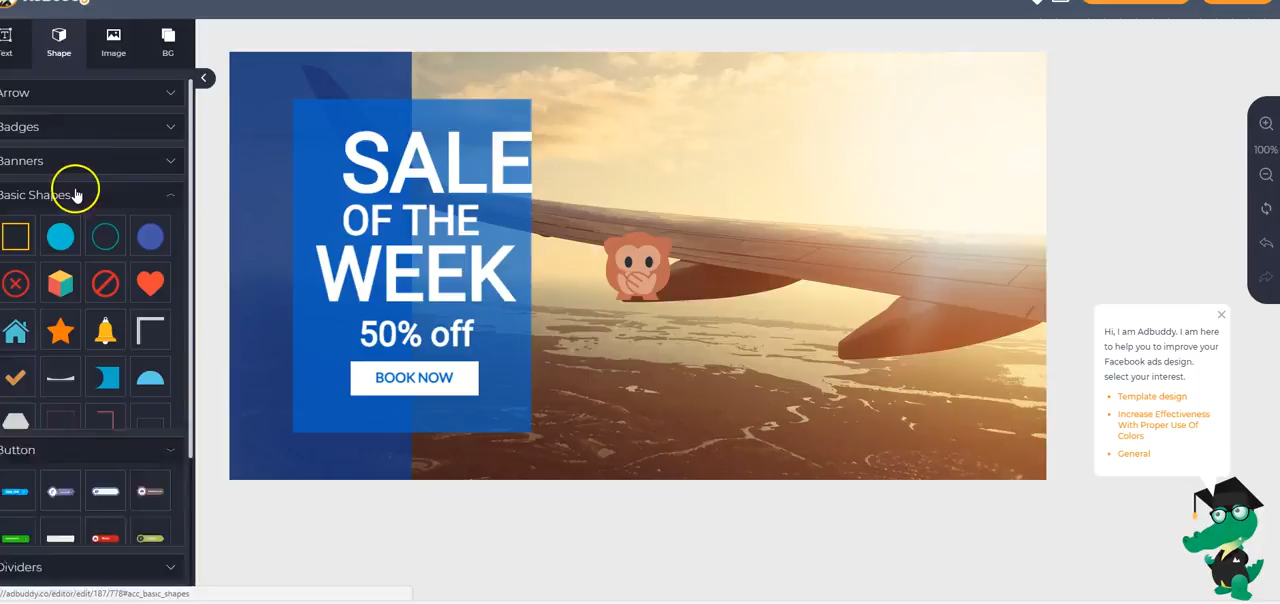 Text
Shape
Image
BG
Arrow
Badges
Banners
Basic Shapes
Button
Dividers
//adbuddy.co/editor/edit/187/778#acc_basic_shapes
SALE
OF THE
WEEK
50% off
BOOK NOW
100%
Hi, I am Adbuddy. I am here
to help you to improve your
Facebook ads design.
select your interest.
Template design
Increase Effectiveness
With Proper Use Of
Colors
General